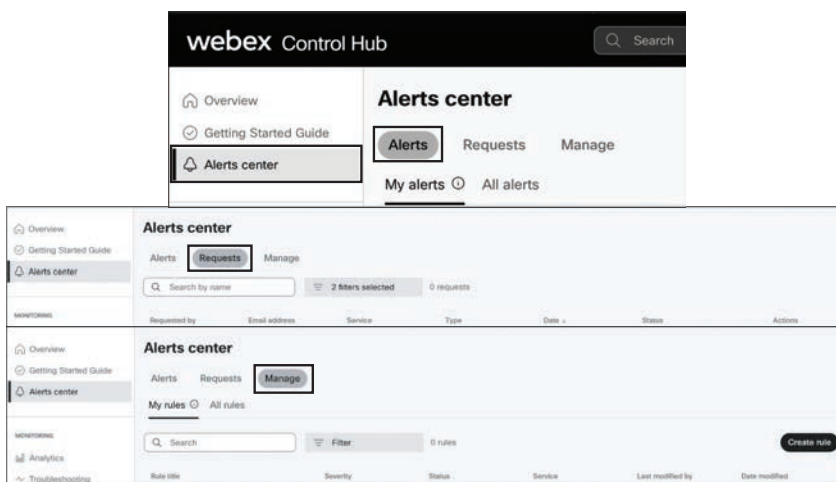 webex Control Hub
Search
Overview
Getting Started Guide
Alerts center
Alerts center
Alerts Requests Manage
My alerts All alerts
Overview
Getting Started Guide
Alerts center
MONITORING
Alerts center
Alerts Requests Manage
Search by name 2 filters selected 0 requests
Requested by Email address Service Type Date Status Actions
Overview
Getting Started Guide
Alerts center
MONITORING
Analytics
Troubleshooting
Alerts center
Alerts Requests Manage
My rules All rules
Search Filter 0 rules Create rule
Rule title Severity Status Service Last modified by Date modified